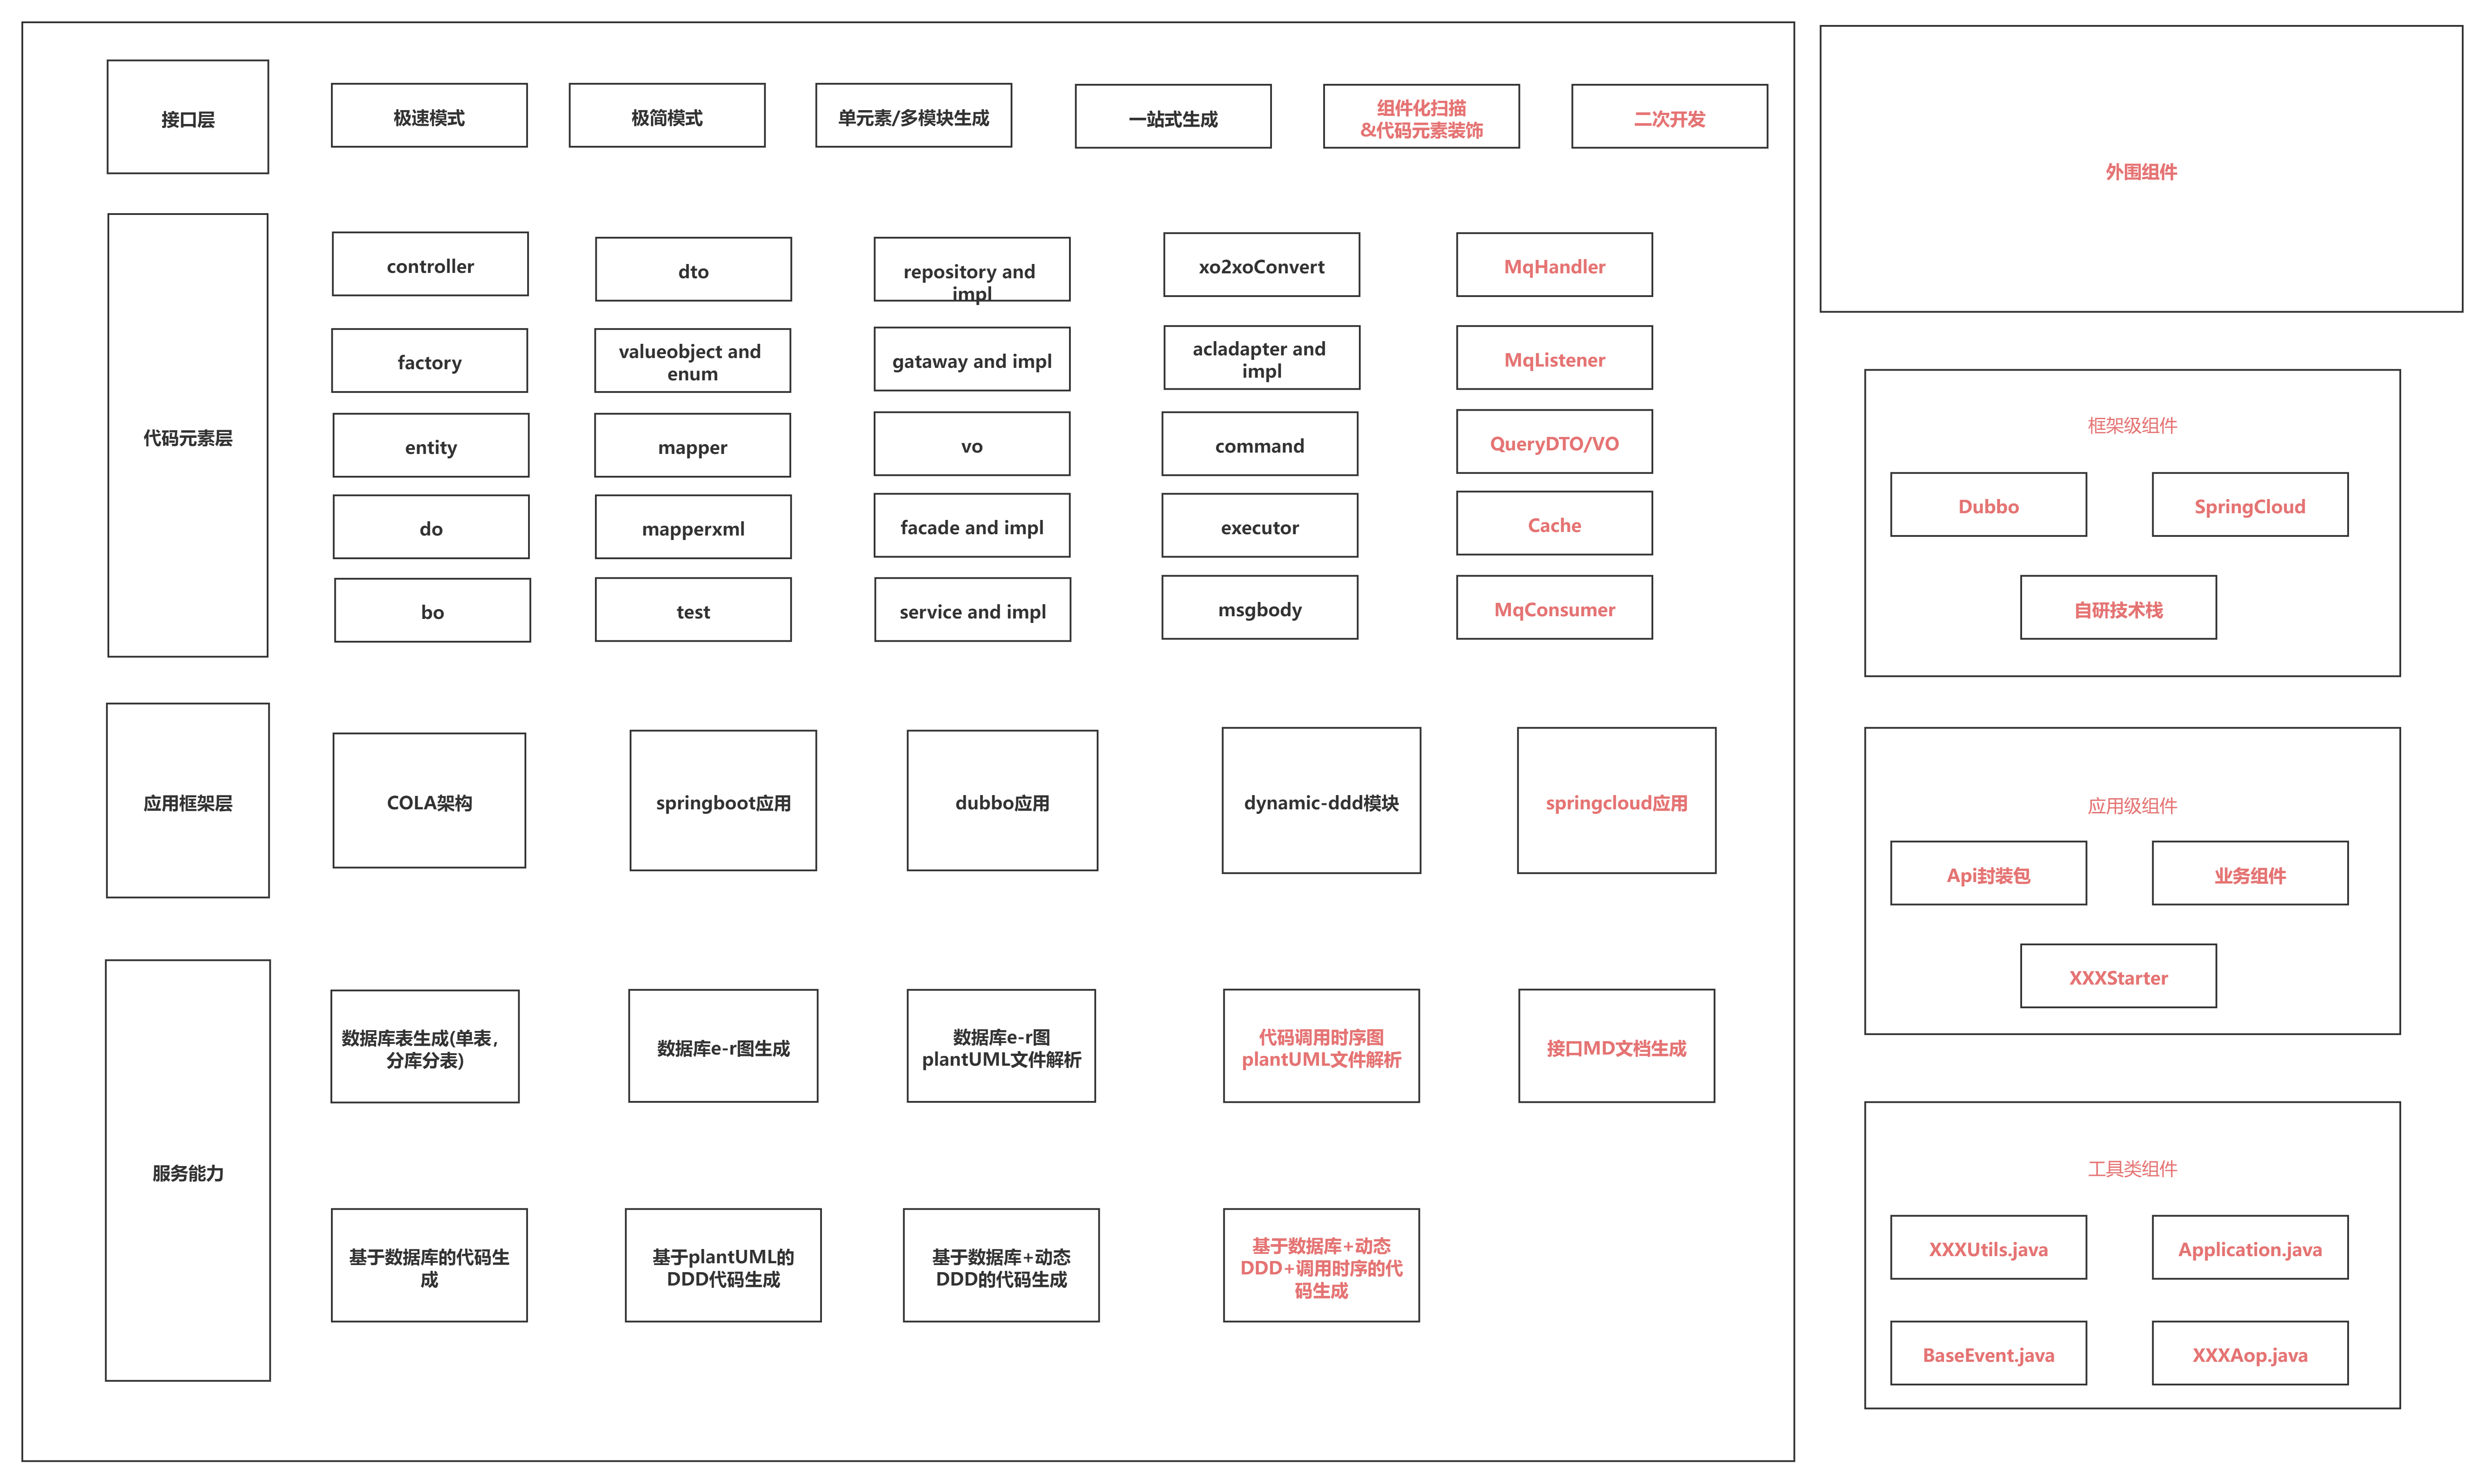 接口层
极速模式
极简模式
单元素/多模块生成
一站式生成
组件化扫描
&代码元素装饰
二次开发
代码元素层
controller
dto
repository and
impl
xo2xoConvert
MqHandler
factory
valueobject and
enum
gataway and impl
acladapter and
impl
MqListener
entity
mapper
vo
command
QueryDTO/VO
do
mapperxml
facade and impl
executor
Cache
bo
test
service and impl
msgbody
MqConsumer
应用框架层
COLA架构
springboot应用
dubbo应用
dynamic-ddd模块
springcloud应用
服务能力
数据库表生成(单表，
分库分表)
数据库e-r图生成
数据库e-r图
plantUML文件解析
代码调用时序图
plantUML文件解析
接口MD文档生成
基于数据库的代码生
成
基于plantUML的
DDD代码生成
基于数据库+动态
DDD的代码生成
基于数据库+动态
DDD+调用时序的代
码生成
外围组件
框架级组件
Dubbo
SpringCloud
自研技术栈
应用级组件
Api封装包
业务组件
XXXStarter
工具类组件
XXXUtils.java
Application.java
BaseEvent.java
XXXAop.java